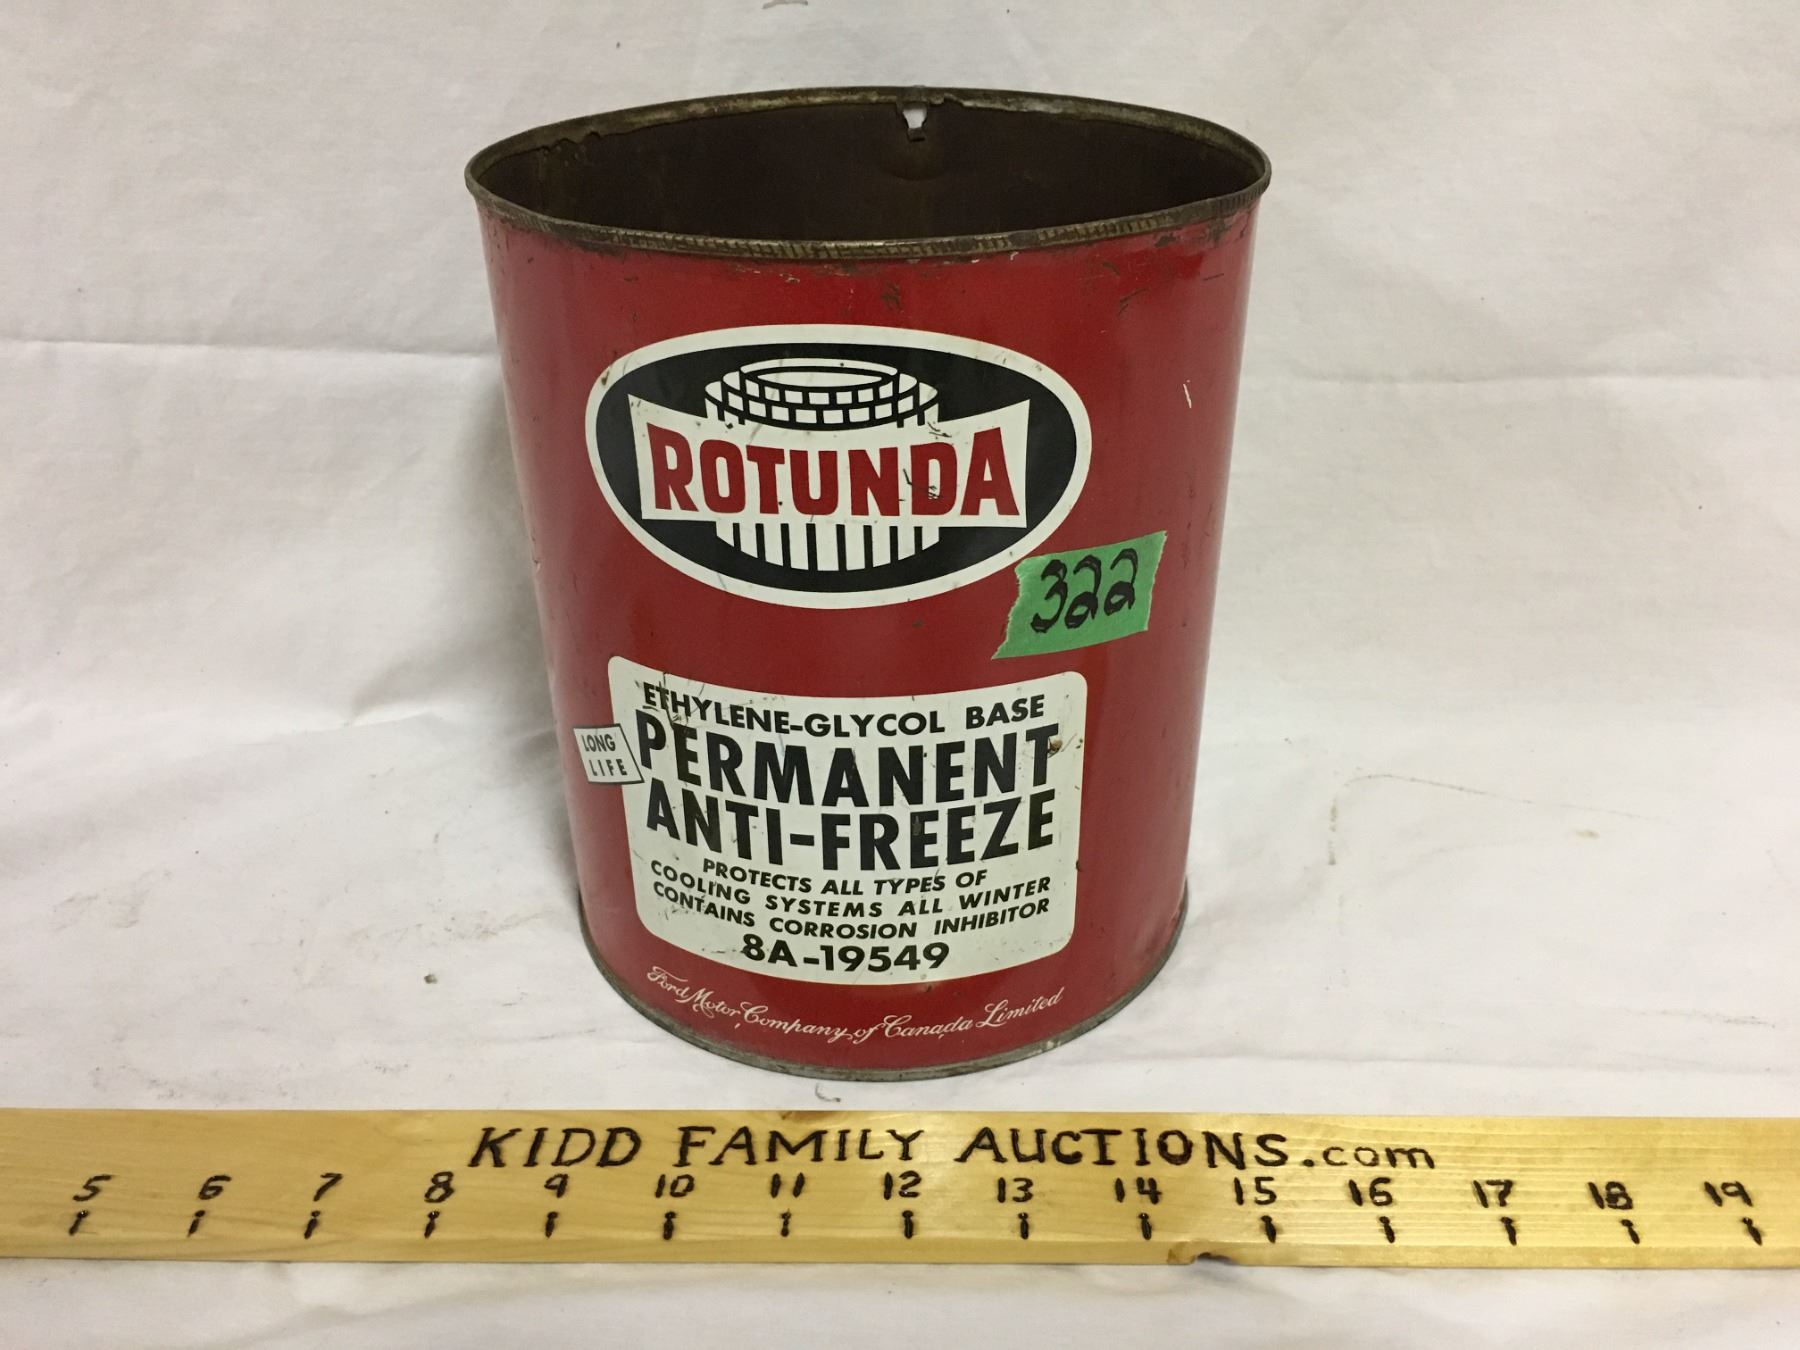 ROTUNDA
322
ETHYLENE-GLYCOL BASE
LONG
LIFE
PERMANENT
ANTI-FREEZE
PROTECTS ALL TYPES OF
COOLING SYSTEMS ALL WINTER
CONTAINS CORROSION INHIBITOR
8A-19549
Ford Motor Company of Canada Limited
KIDD FAMILY AUCTIONS.com
5 6 7 8 9 10 11 12 13 14 15 16 17 18 19